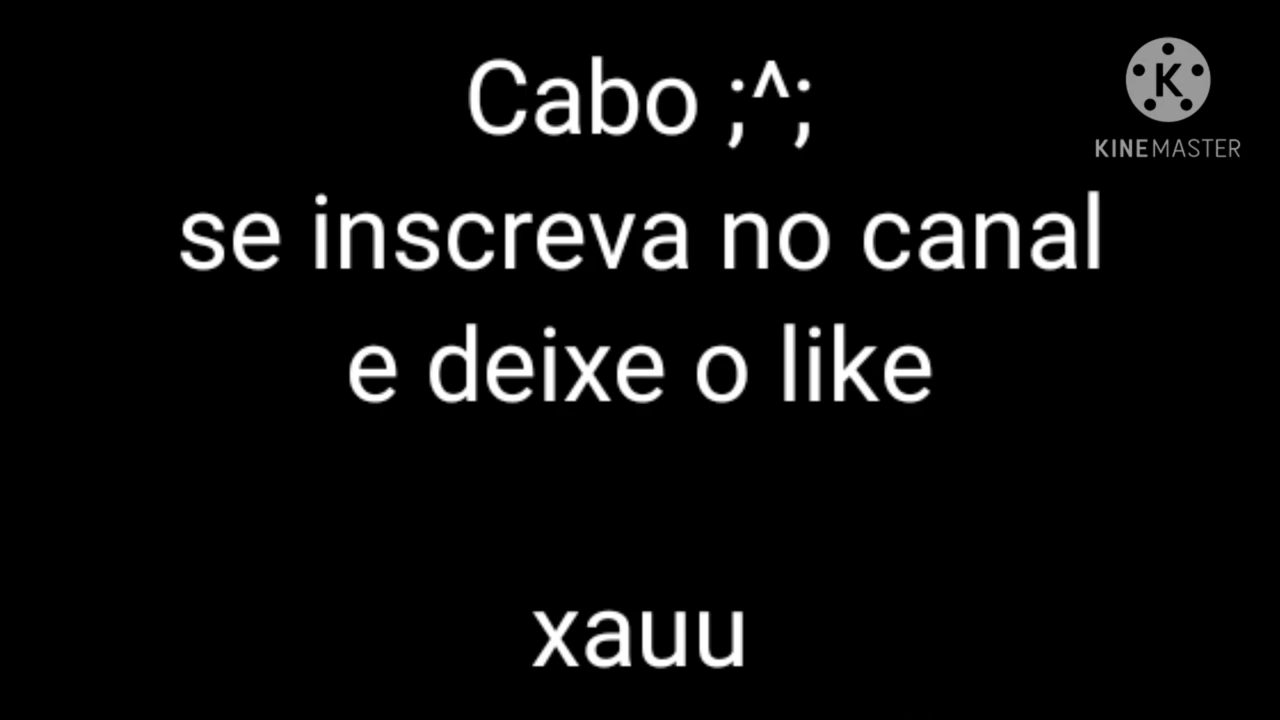 Cabo ;^;
K
KINEMASTER
se inscreva no canal
e deixe o like
xauu